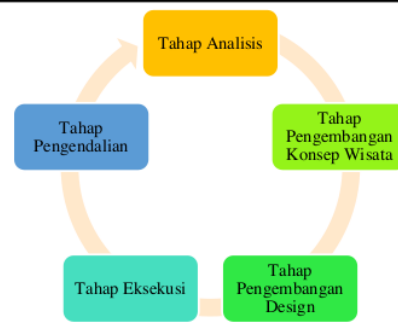 Tahap Analisis
Tahap
Pengembangan
Konsep Wisata
Tahap
Pengembangan
Design
Tahap Eksekusi
Tahap
Pengendalian